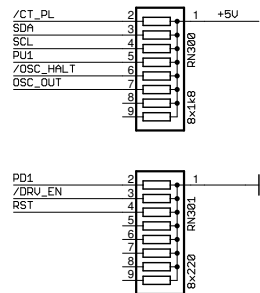 /CT_PL 2 1 +5V
SDA 3
SCL 4
PU1 5
/OSC_HALT 6
OSC_OUT 7
8
9
RN300
8x1k8
PD1 2 1
/DRV_EN 3
RST 4
5
6
7
8
9
RN301
8x220